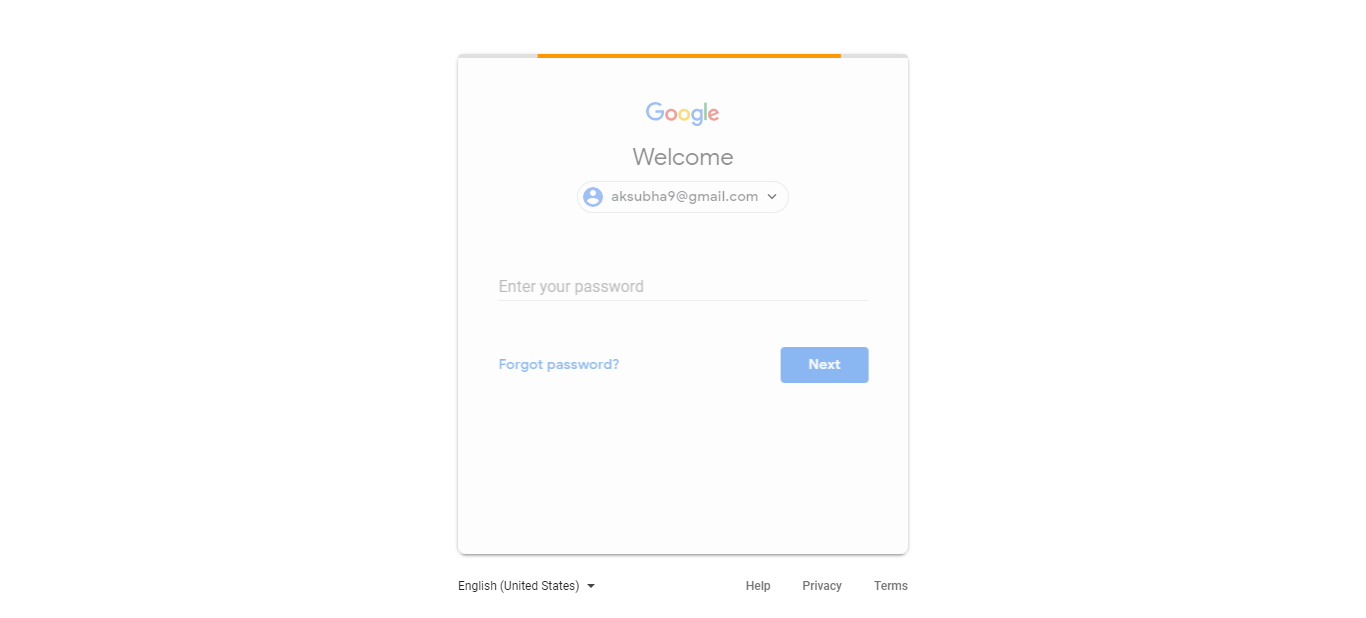 Google
Welcome
aksubha9@gmail.com
Enter your password
Forgot password?
Next
English (United States)
Help
Privacy
Terms